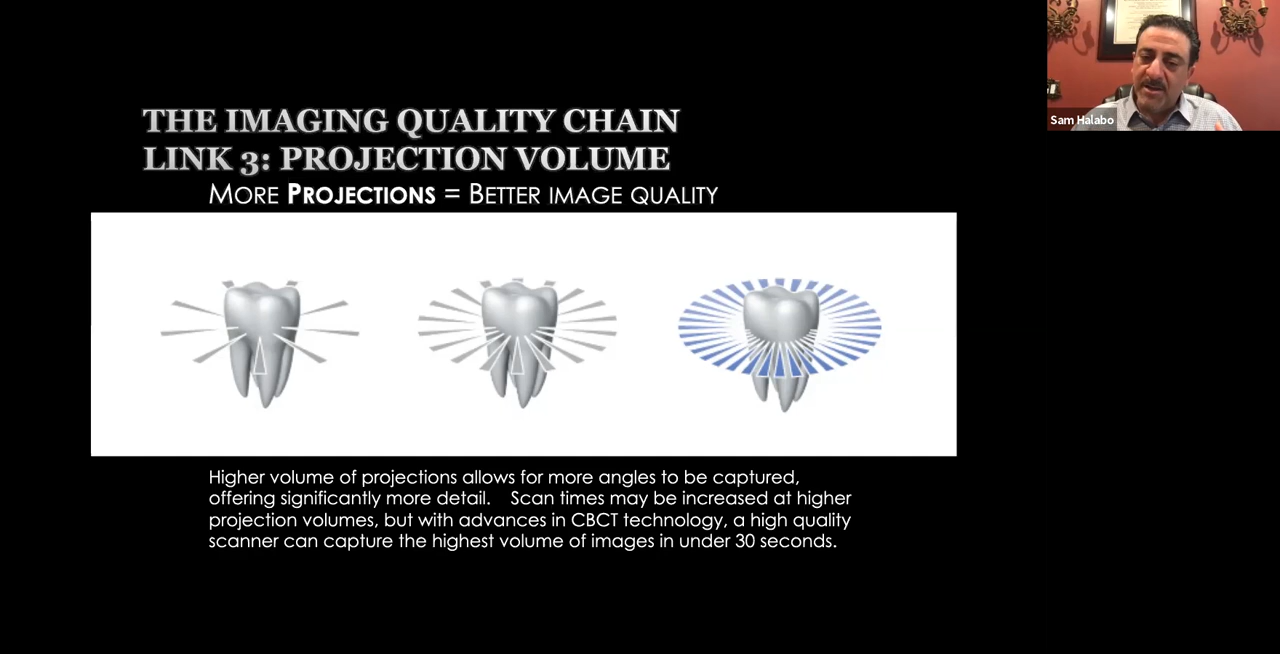 THE IMAGING QUALITY CHAIN
LINK 3: PROJECTION VOLUME
MORE PROJECTIONS = BETTER IMAGE QUALITY
Higher volume of projections allows for more angles to be captured,
offering significantly more detail. Scan times may be increased at higher
projection volumes, but with advances in CBCT technology, a high quality
scanner can capture the highest volume of images in under 30 seconds.
Sam Halabo